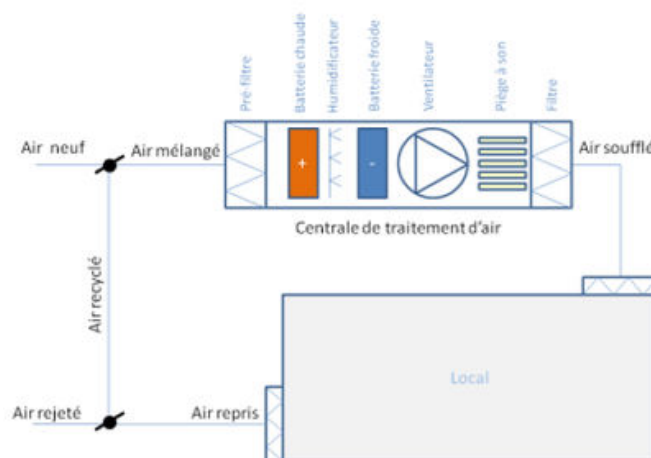 Pré filtre
Batterie chaude
Humidificateur
Batterie froide
Ventilateur
Piège à son
Filtre
Air neuf
Air mélangé
+
-
Air soufflé
Centrale de traitement d'air
Air recyclé
Local
Air rejeté
Air repris